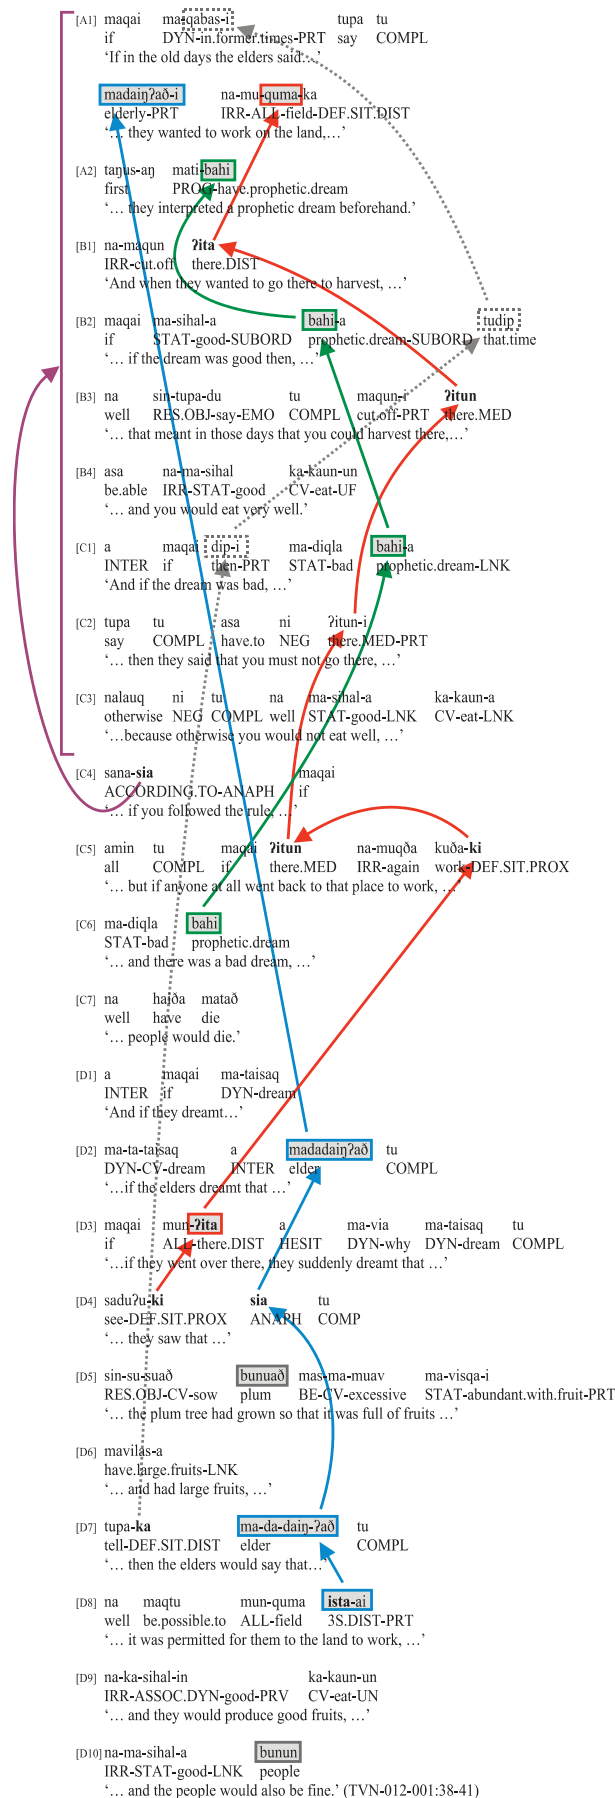 [A1] maqai ma-qabas-i tupa tu
if DYN-in.former.times-PRT say COMPL
‘If in the old days the elders said…’
madaiŋʔað-i na-mu-quma-ka
elderly-PRT IRR-ALL-field-DEF.SIT.DIST
‘… they wanted to work on the land,…’
[A2] taŋus-aŋ mati-bahi
first PROG-have.prophetic.dream
‘… they interpreted a prophetic dream beforehand.’
[B1] na-maqun ʔita
IRR-cut.off there.DIST
‘And when they wanted to go there to harvest, …’
[B2] maqai ma-sihal-a bahi-a tudip
if STAT-good-SUBORD prophetic.dream-SUBORD that.time
‘… if the dream was good then, …’
[B3] na sin-tupa-du tu maqun-i ʔitun
well RES.OBJ-say-EMO COMPL cut.off-PRT there.MED
‘… that meant in those days that you could harvest there,…’
[B4] asa na-ma-sihal ka-kaun-un
be.able IRR-STAT-good CV-eat-UF
‘… and you would eat very well.’
[C1] a maqai dip-i ma-diqla bahi-a
INTER if then-PRT STAT-bad prophetic.dream-LNK
‘And if the dream was bad, …’
[C2] tupa tu asa ni ʔitun-i
say COMPL have.to NEG there.MED-PRT
‘… then they said that you must not go there, …’
[C3] nalauq ni tu na ma-sihal-a ka-kaun-a
otherwise NEG COMPL well STAT-good-LNK CV-eat-LNK
‘…because otherwise you would not eat well, …’
[C4] sana-sia maqai
ACCORDING.TO-ANAPH if
‘… if you followed the rule, …’
[C5] amin tu maqai ʔitun na-muqða kuða-ki
all COMPL if there.MED IRR-again work-DEF.SIT.PROX
‘… but if anyone at all went back to that place to work, …’
[C6] ma-diqla bahi
STAT-bad prophetic.dream
‘… and there was a bad dream, …’
[C7] na haiða matað
well have die
‘… people would die.’
[D1] a maqai ma-taisaq
INTER if DYN-dream
‘And if they dreamt…’
[D2] ma-ta-taisaq a madadaiŋʔað tu
DYN-CV-dream INTER elder COMPL
‘…if the elders dreamt that …’
[D3] maqai mun-ʔita a ma-via ma-taisaq tu
if ALL-there.DIST HESIT DYN-why DYN-dream COMPL
‘…if they went over there, they suddenly dreamt that …’
[D4] saduʔu-ki sia tu
see-DEF.SIT.PROX ANAPH COMP
‘… they saw that …’
[D5] sin-su-suað bunuað mas-ma-muav ma-visqa-i
RES.OBJ-CV-sow plum BE-CV-excessive STAT-abundant.with.fruit-PRT
‘… the plum tree had grown so that it was full of fruits …’
[D6] mavilas-a
have.large.fruits-LNK
‘… and had large fruits, …’
[D7] tupa-ka ma-da-daiŋ-ʔað tu
tell-DEF.SIT.DIST elder COMPL
‘… then the elders would say that…’
[D8] na maqtu mun-quma ista-ai
well be.possible.to ALL-field 3S.DIST-PRT
‘… it was permitted for them to the land to work, …’
[D9] na-ka-sihal-in ka-kaun-un
IRR-ASSOC.DYN-good-PRV CV-eat-UN
‘… and they would produce good fruits, …’
[D10] na-ma-sihal-a bunun
IRR-STAT-good-LNK people
‘… and the people would also be fine.’ (TVN-012-001:38-41)